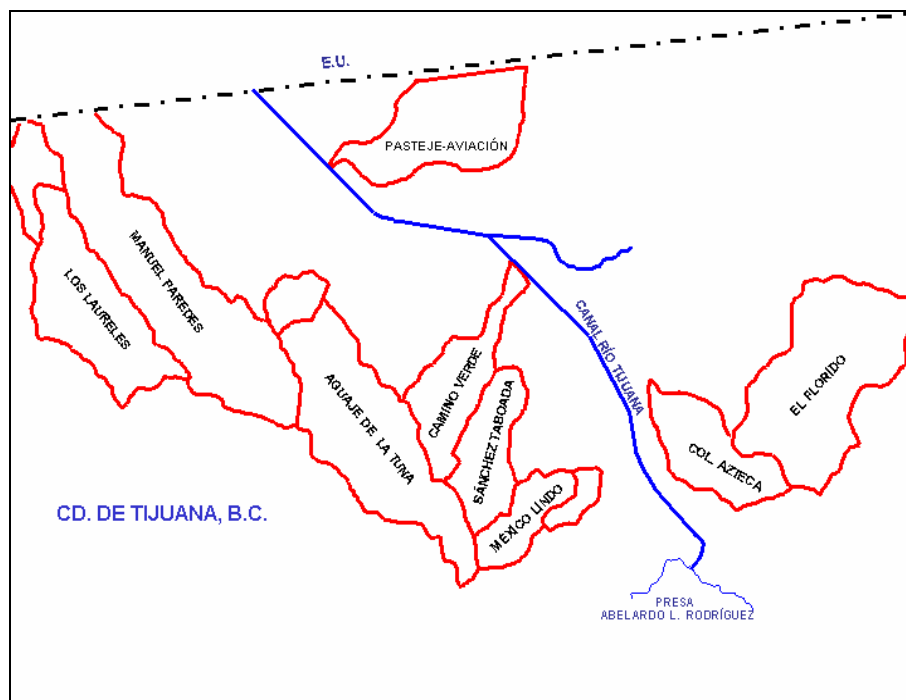 E.U.
PASTEJE-AVIACIÓN
MANUEL PAREDES
LOS LAURELES
CANAL RÍO TIJUANA
AGUAJE DE LA TUNA
CAMINO VERDE
SÁNCHEZ TABOADA
MÉXICO LINDO
EL FLORIDO
COL. AZTECA
CD. DE TIJUANA, B.C.
PRESA
ABELARDO L. RODRÍGUEZ